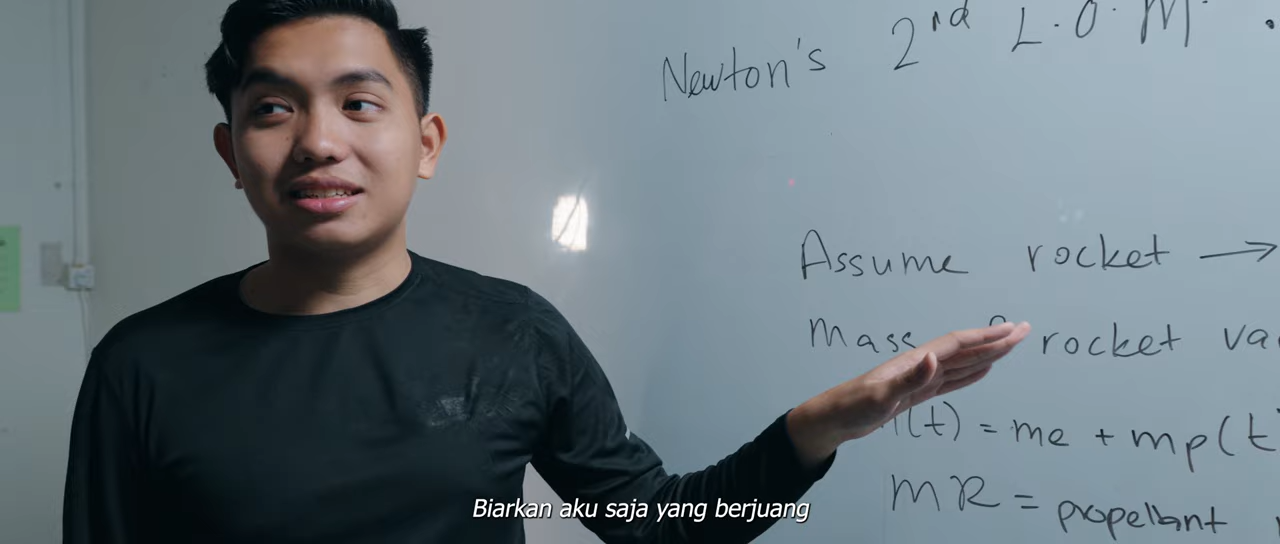 Newton's 2nd L.O.M.
Assume rocket →
Mass rocket
(t) = me + mp(t
MR = propellant
Biarkan aku saja yang berjuang